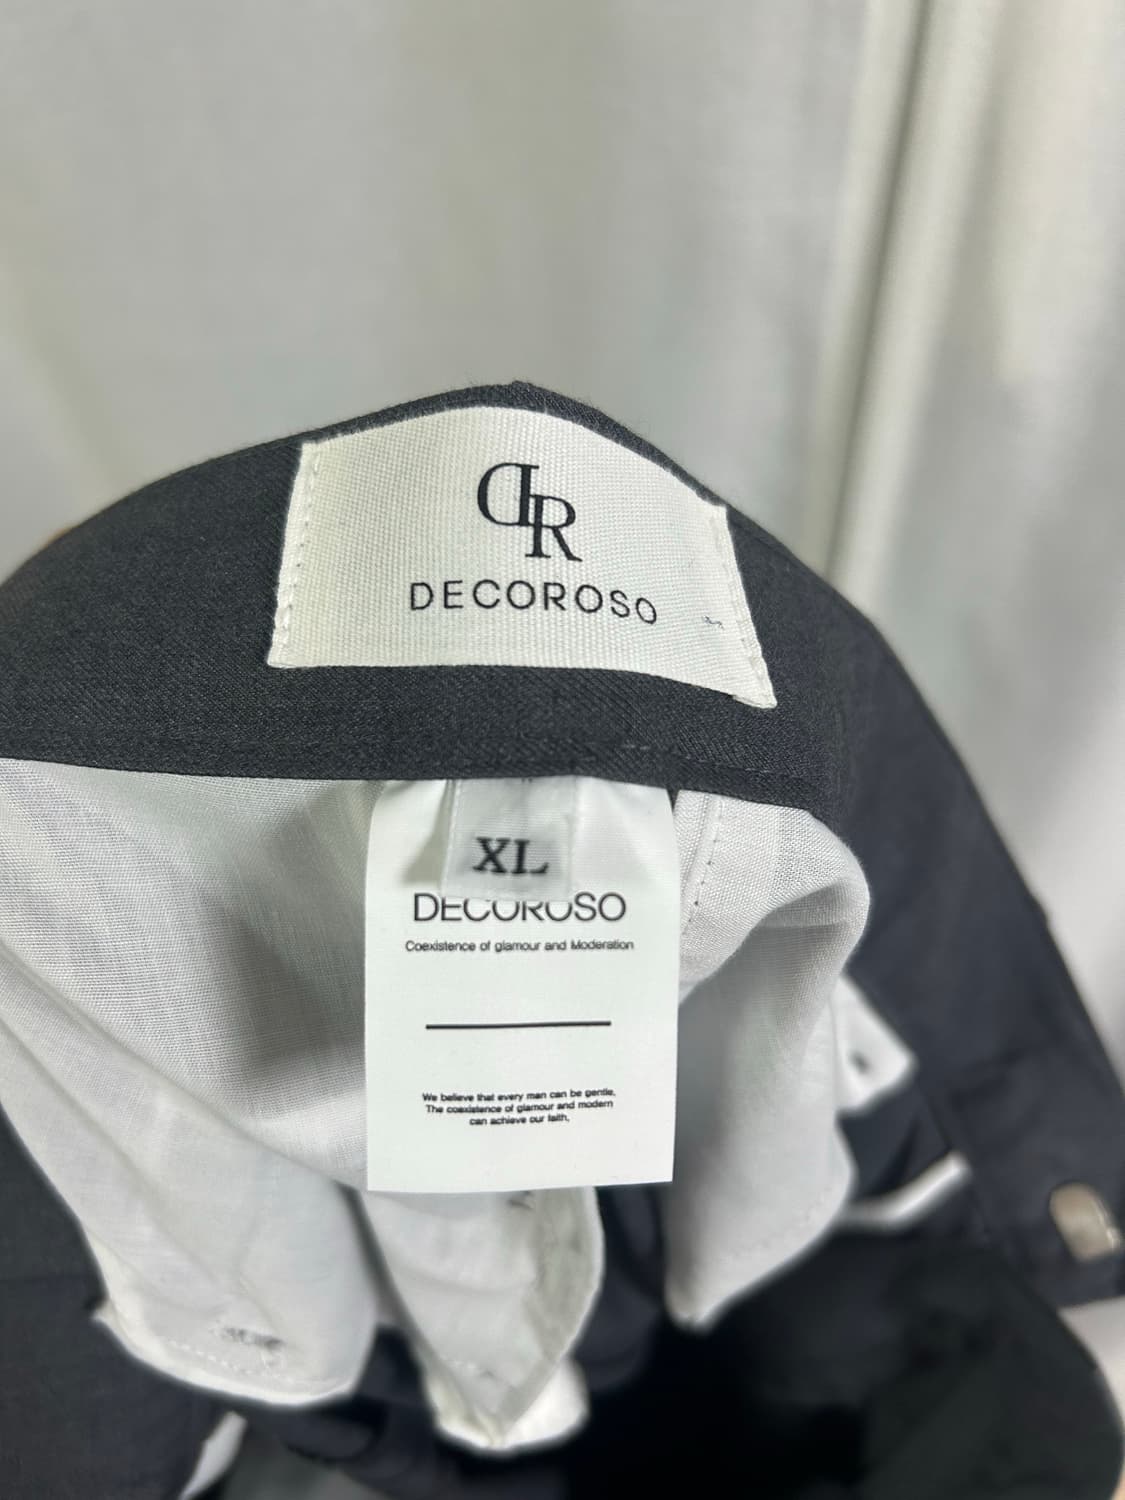 DR
DECOROSO
XL
DECOROSO
Coexistence of glamour and Moderation
We believe that every man can be gentle,
The coexistence of glamour and modern
can achieve our faith,